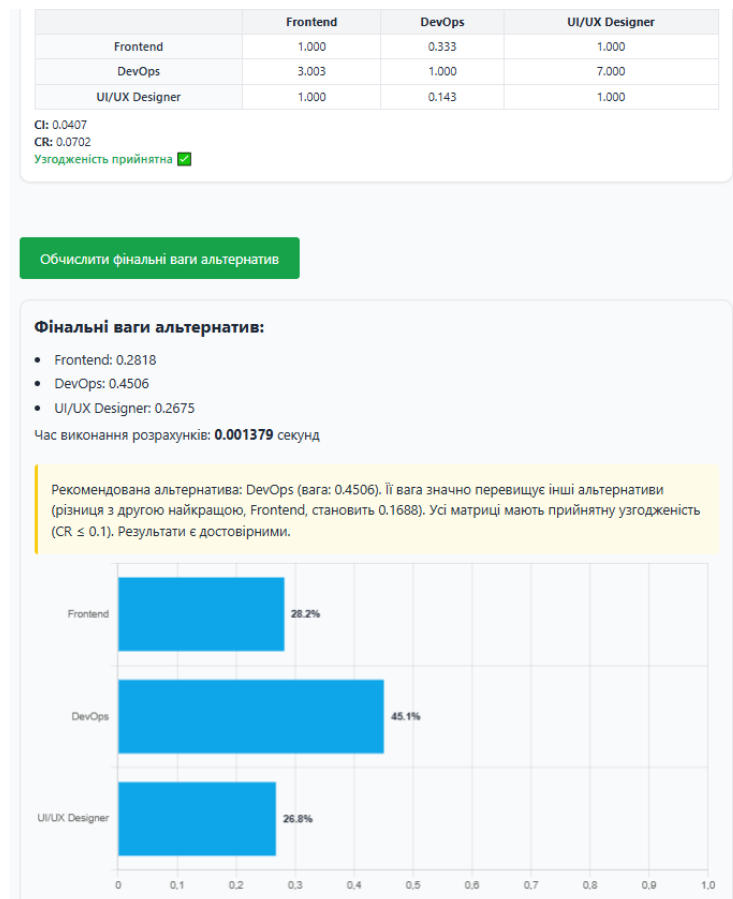 Frontend DevOps UI/UX Designer
Frontend 1.000 0.333 1.000
DevOps 3.003 1.000 7.000
UI/UX Designer 1.000 0.143 1.000
CI: 0.0407
CR: 0.0702
Узгодженість прийнятна ✅
Обчислити фінальні ваги альтернатив
Фінальні ваги альтернатив:
• Frontend: 0.2818
• DevOps: 0.4506
• UI/UX Designer: 0.2675
Час виконання розрахунків: 0.001379 секунд
Рекомендована альтернатива: DevOps (вага: 0.4506). Її вага значно перевищує інші альтернативи
(різниця з другою найкращою, Frontend, становить 0.1688). Усі матриці мають прийнятну узгодженість
(CR ≤ 0.1). Результати є достовірними.
Frontend 28.2%
DevOps 45.1%
UI/UX Designer 26.8%
0 0,1 0,2 0,3 0,4 0,5 0,6 0,7 0,8 0,9 1,0